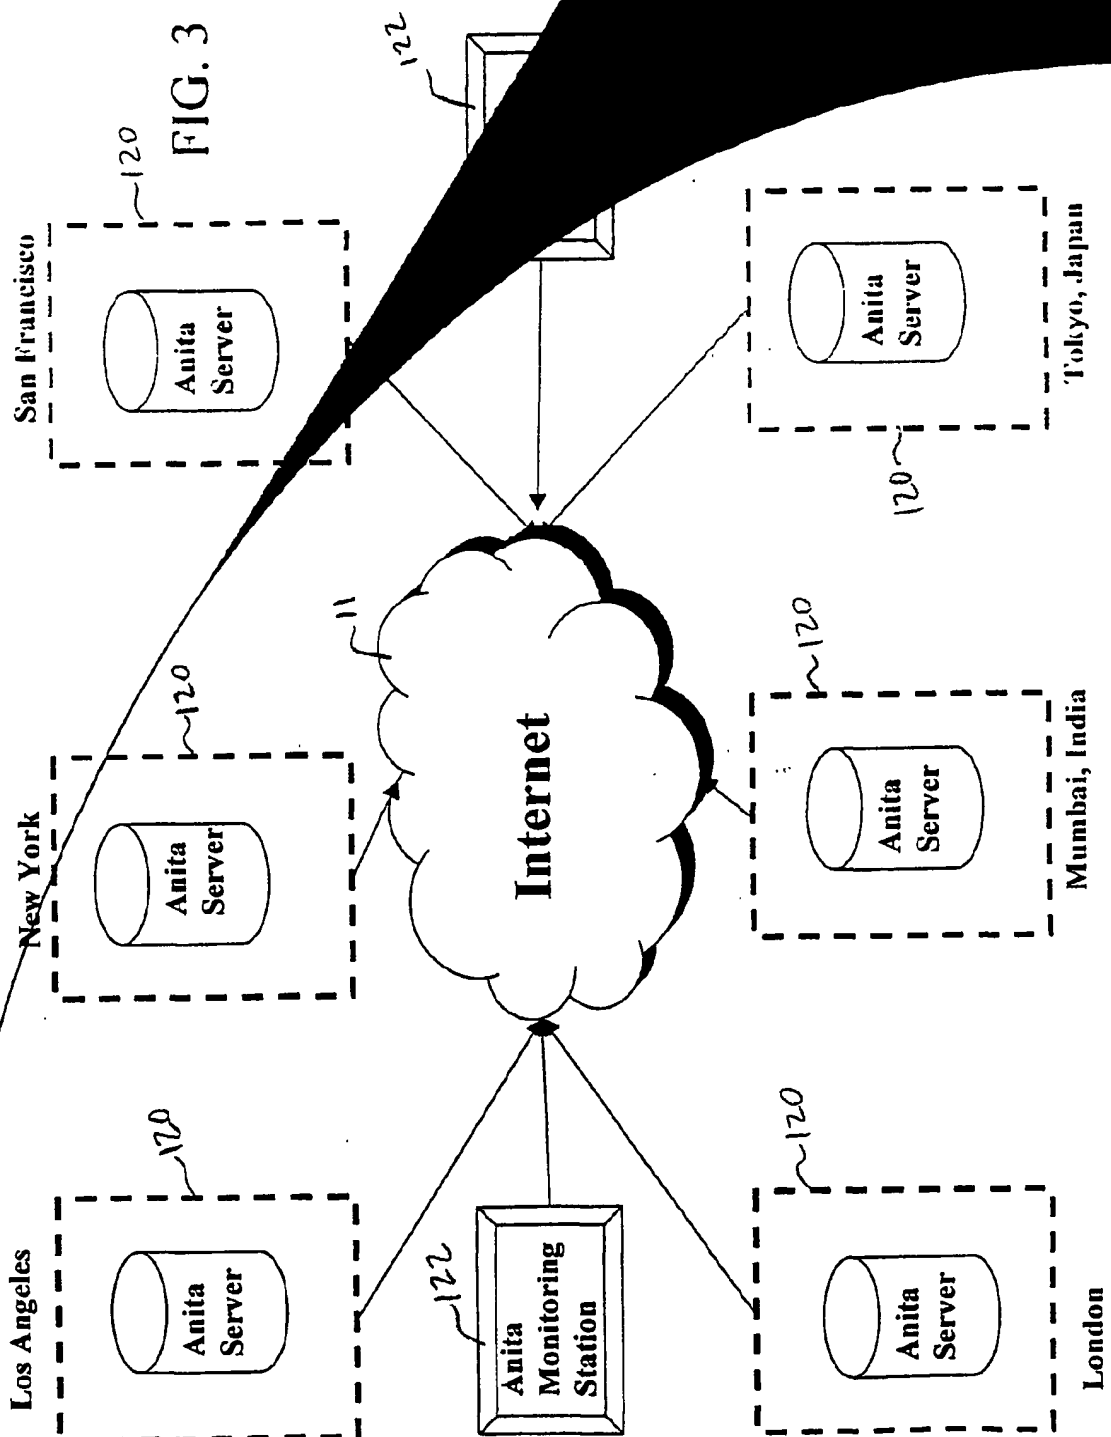 Los Angeles
New York
San Francisco
120
120
120
FIG. 3
Anita
Server
Anita
Server
Anita
Server
122
11
122
Anita
Monitoring
Station
Internet
120
120
120
Anita
Server
Anita
Server
Anita
Server
London
Mumbai, India
Tokyo, Japan